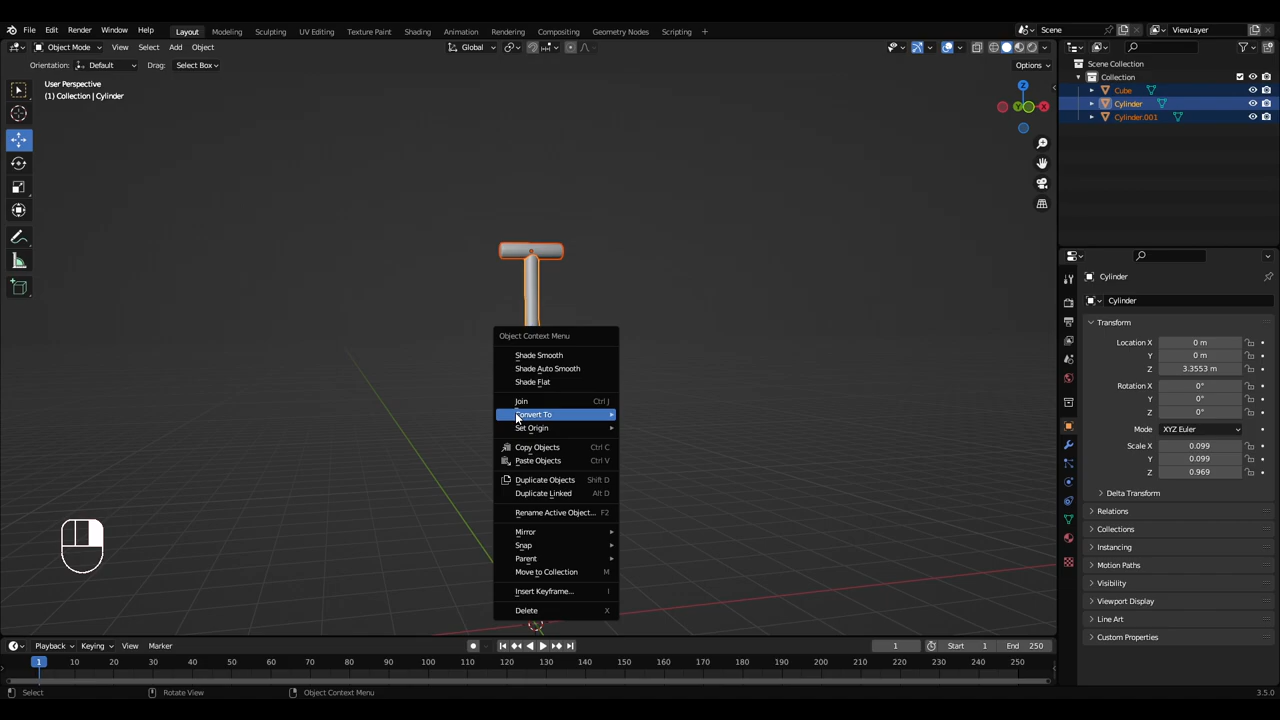 File Edit Render Window Help Layout Modeling Sculpting UV Editing Texture Paint Shading Animation Rendering Compositing Geometry Nodes Scripting + Scene ViewLayer
Object Mode View Select Add Object Global
Orientation: Default Drag: Select Box Options
User Perspective
(1) Collection | Cylinder
Scene Collection
Collection
Cube
Cylinder
Cylinder.001
Z
Y
X
Object Context Menu
Shade Smooth
Shade Auto Smooth
Shade Flat
Join Ctrl J
Convert To
Set Origin
Copy Objects Ctrl C
Paste Objects Ctrl V
Duplicate Objects Shift D
Duplicate Linked Alt D
Rename Active Object... F2
Mirror
Snap
Parent
Move to Collection M
Insert Keyframe... I
Delete X
Cylinder
Cylinder
Transform
Location X 0 m
Y 0 m
Z 3.3553 m
Rotation X 0°
Y 0°
Z 0°
Mode XYZ Euler
Scale X 0.099
Y 0.099
Z 0.969
Delta Transform
Relations
Collections
Instancing
Motion Paths
Visibility
Viewport Display
Line Art
Custom Properties
Playback Keying View Marker 1 Start 1 End 250
1 10 20 30 40 50 60 70 80 90 100 110 120 130 140 150 160 170 180 190 200 210 220 230 240 250
Select Rotate View Object Context Menu 3.5.0